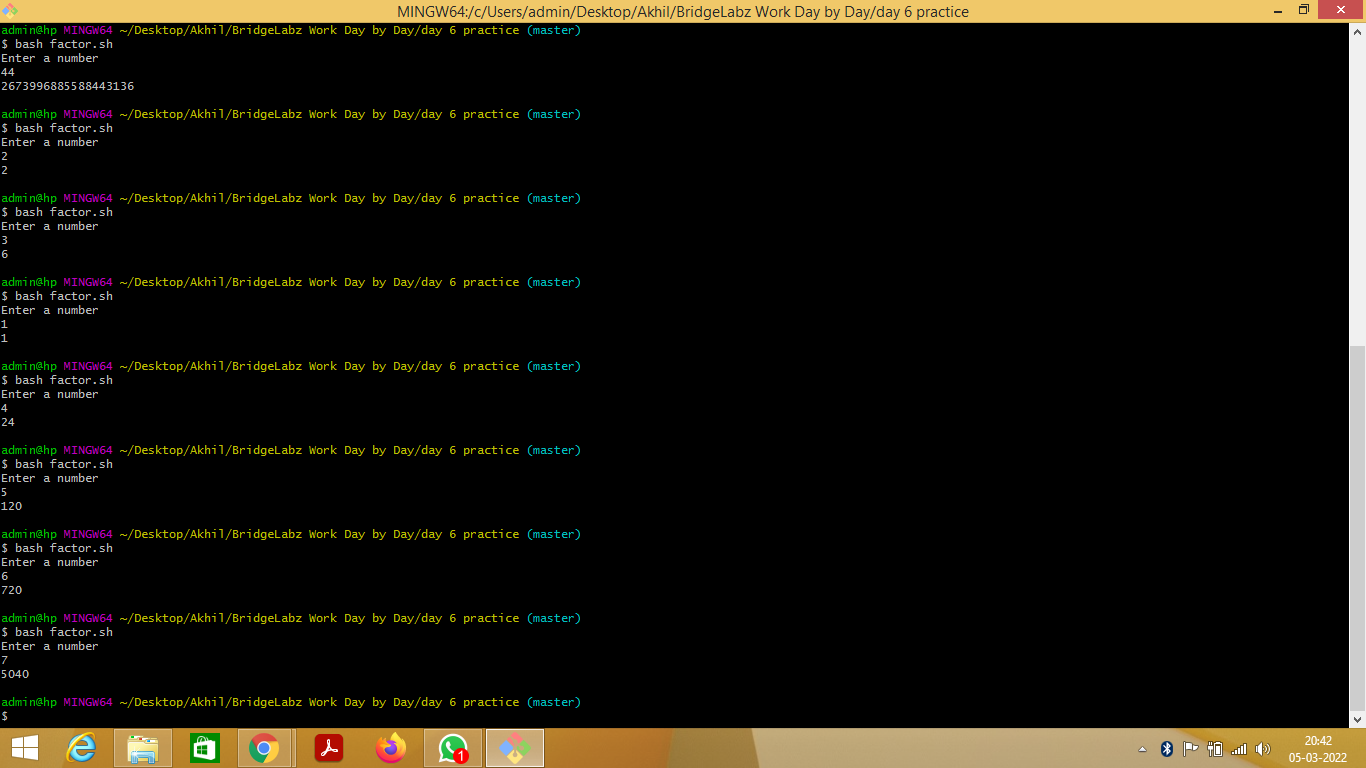 MINGW64:/c/Users/admin/Desktop/Akhil/BridgeLabz Work Day by Day/day 6 practice
admin@hp MINGW64 ~/Desktop/Akhil/BridgeLabz Work Day by Day/day 6 practice (master)
$ bash factor.sh
Enter a number
44
2673996885588443136
admin@hp MINGW64 ~/Desktop/Akhil/BridgeLabz Work Day by Day/day 6 practice (master)
$ bash factor.sh
Enter a number
2
2
admin@hp MINGW64 ~/Desktop/Akhil/BridgeLabz Work Day by Day/day 6 practice (master)
$ bash factor.sh
Enter a number
3
6
admin@hp MINGW64 ~/Desktop/Akhil/BridgeLabz Work Day by Day/day 6 practice (master)
$ bash factor.sh
Enter a number
1
1
admin@hp MINGW64 ~/Desktop/Akhil/BridgeLabz Work Day by Day/day 6 practice (master)
$ bash factor.sh
Enter a number
4
24
admin@hp MINGW64 ~/Desktop/Akhil/BridgeLabz Work Day by Day/day 6 practice (master)
$ bash factor.sh
Enter a number
5
120
admin@hp MINGW64 ~/Desktop/Akhil/BridgeLabz Work Day by Day/day 6 practice (master)
$ bash factor.sh
Enter a number
6
720
admin@hp MINGW64 ~/Desktop/Akhil/BridgeLabz Work Day by Day/day 6 practice (master)
$ bash factor.sh
Enter a number
7
5040
admin@hp MINGW64 ~/Desktop/Akhil/BridgeLabz Work Day by Day/day 6 practice (master)
$
1
20:42
05-03-2022